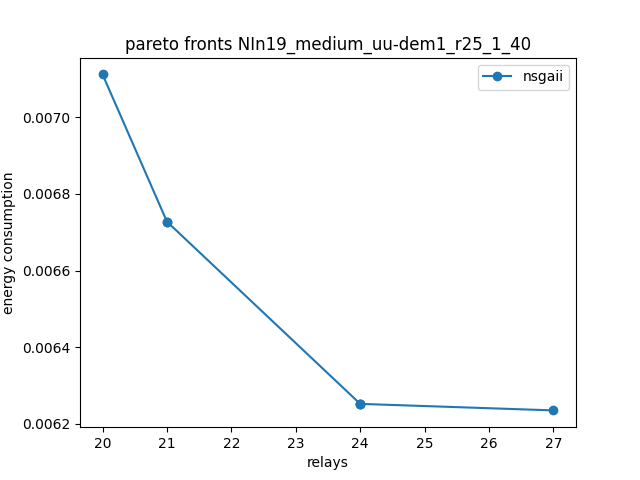 pareto fronts NIn19_medium_uu-dem1_r25_1_40
nsgaii
energy consumption
0.0070
0.0068
0.0066
0.0064
0.0062
20 21 22 23 24 25 26 27
relays